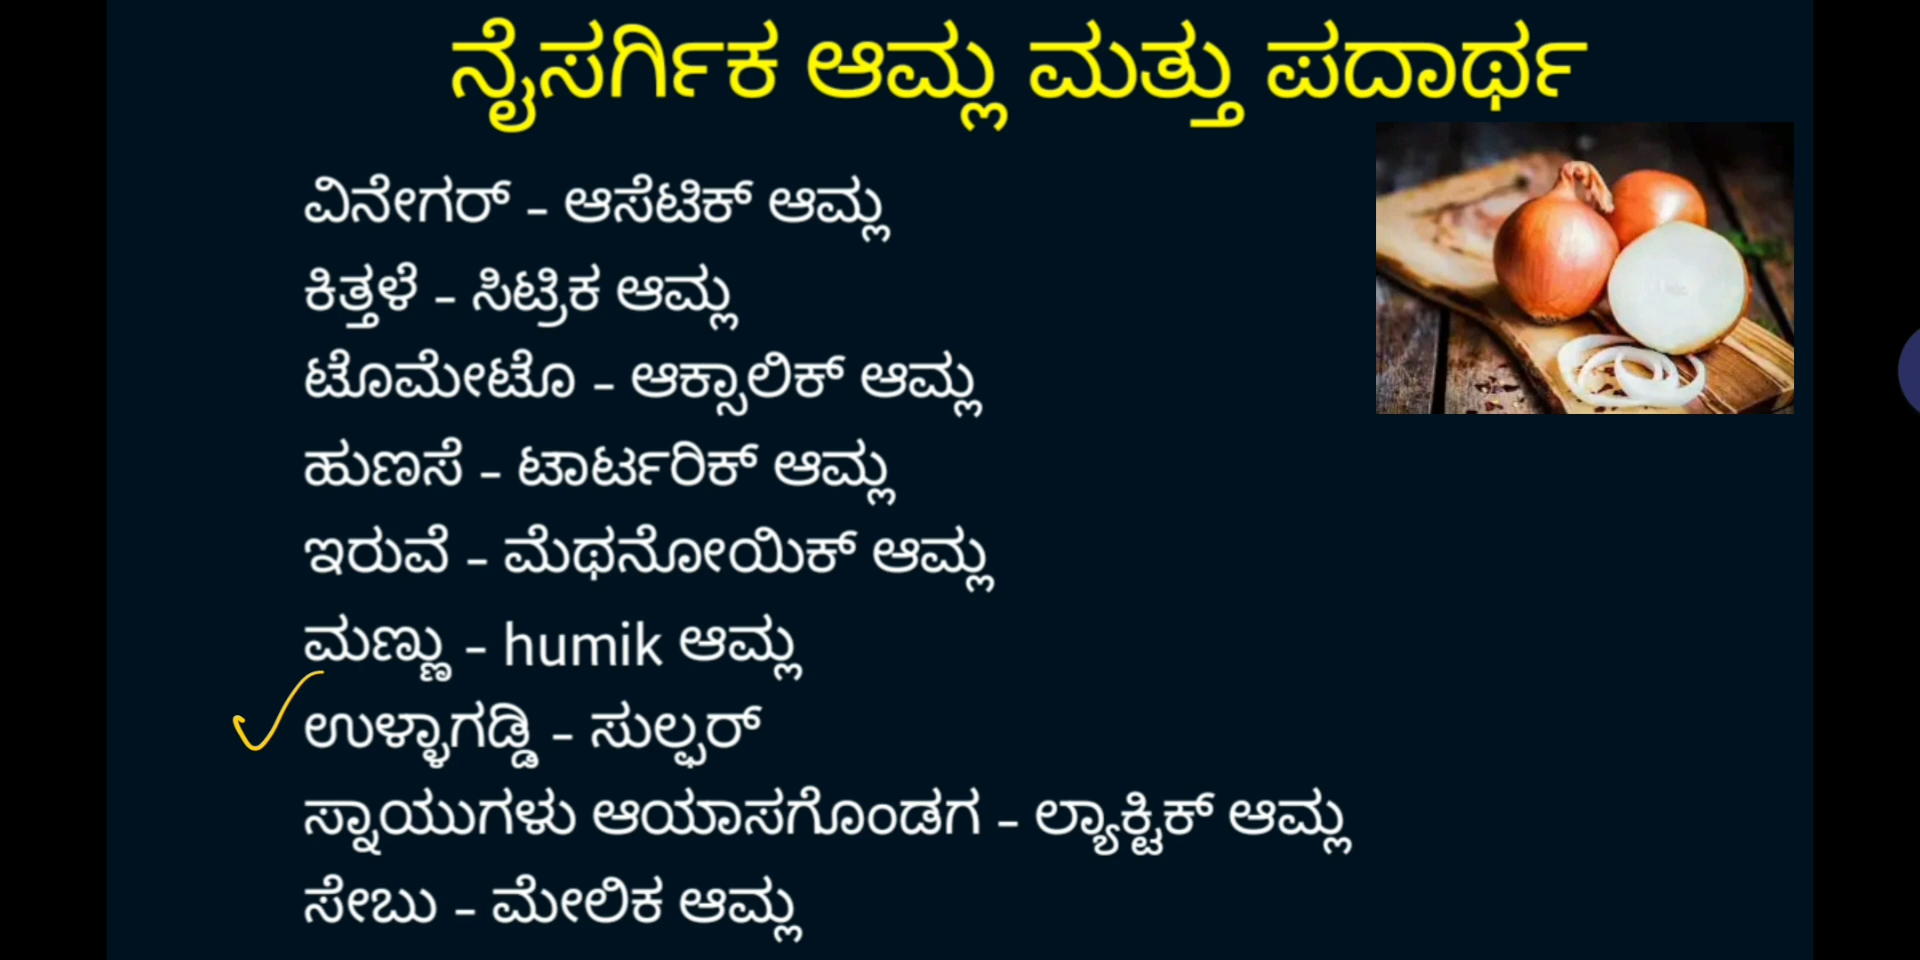 ನೈಸರ್ಗಿಕ ಆಮ್ಲ ಮತ್ತು ಪದಾರ್ಥ
ವಿನೇಗರ್ – ಆಸೆಟಿಕ್ ಆಮ್ಲ
ಕಿತ್ತಳೆ – ಸಿಟ್ರಿಕ ಆಮ್ಲ
ಟೊಮೇಟೊ – ಆಕ್ಸಾಲಿಕ್ ಆಮ್ಲ
ಹುಣಸೆ – ಟಾರ್ಟರಿಕ್ ಆಮ್ಲ
ಇರುವೆ – ಮೆಥನೋಯಿಕ್ ಆಮ್ಲ
ಮಣ್ಣು – humik ಆಮ್ಲ
ಉಳ್ಳಾಗಡ್ಡಿ – ಸುಲ್ಫರ್
ಸ್ನಾಯುಗಳು ಆಯಾಸಗೊಂಡಗ – ಲ್ಯಾಕ್ಟಿಕ್ ಆಮ್ಲ
ಸೇಬು – ಮೇಲಿಕ ಆಮ್ಲ